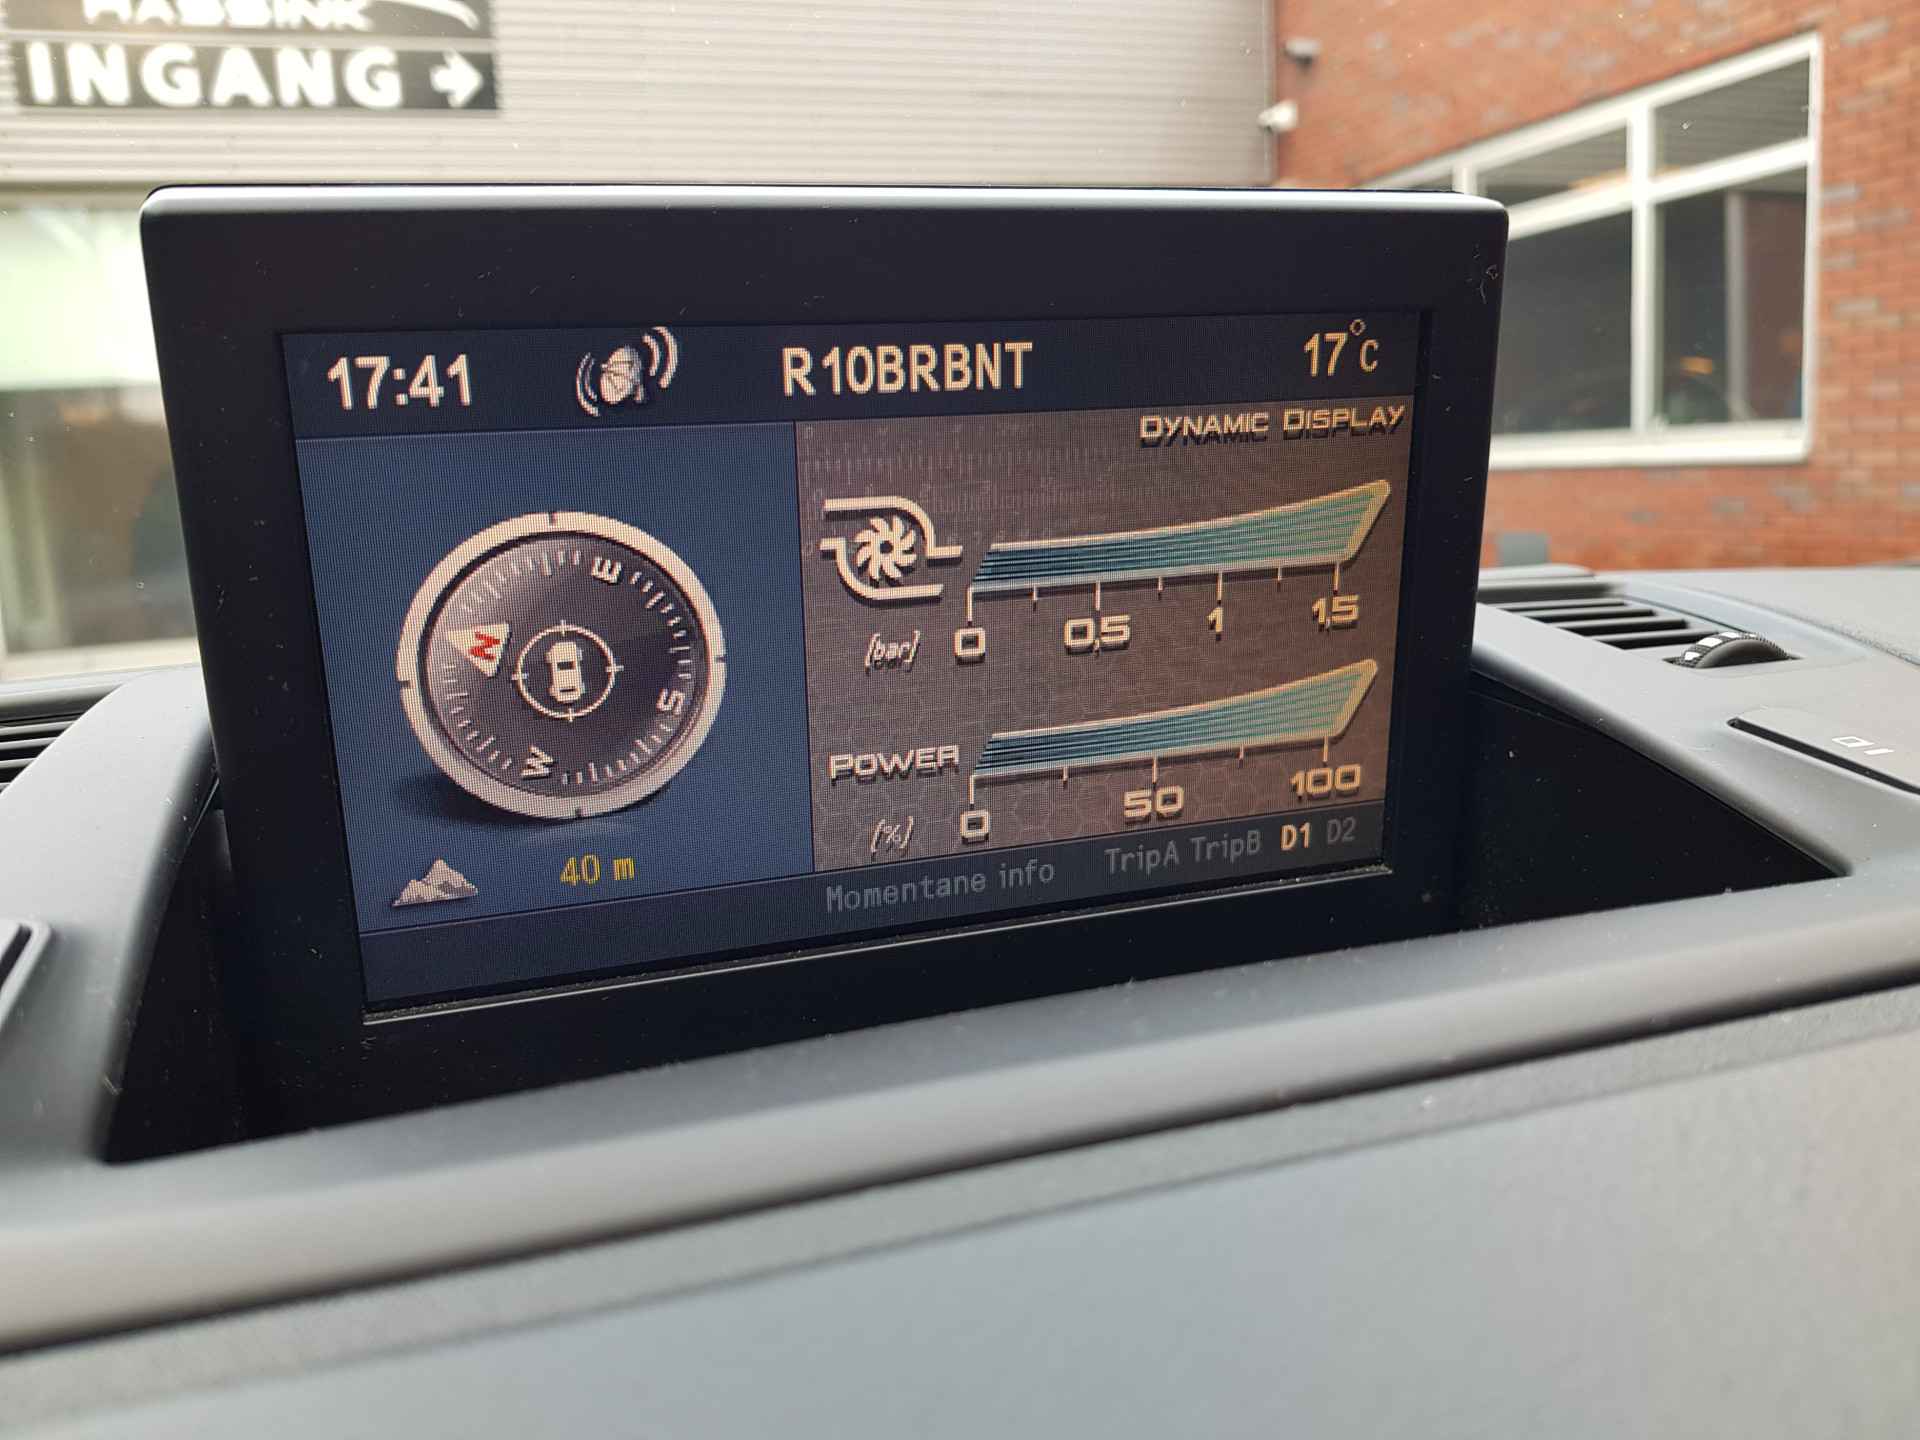 HASSINK
INGANG
17:41 R10BRBNT 17°C
DYNAMIC DISPLAY
N E S W
(bar) 0 0,5 1 1,5
POWER
(%) 0 50 100
40 m
Momentane info TripA TripB D1 D2